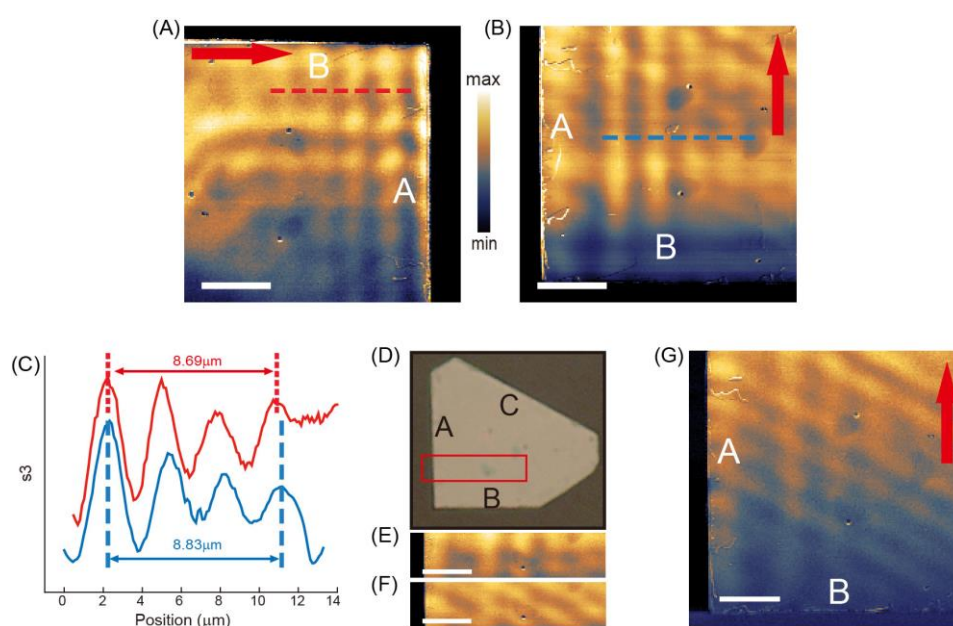 (A)
B
A
max
min
(B)
A
B
(C)
8.69μm
8.83μm
s3
0 2 4 6 8 10 12 14
Position (μm)
(D)
A
C
B
(E)
(F)
(G)
A
B